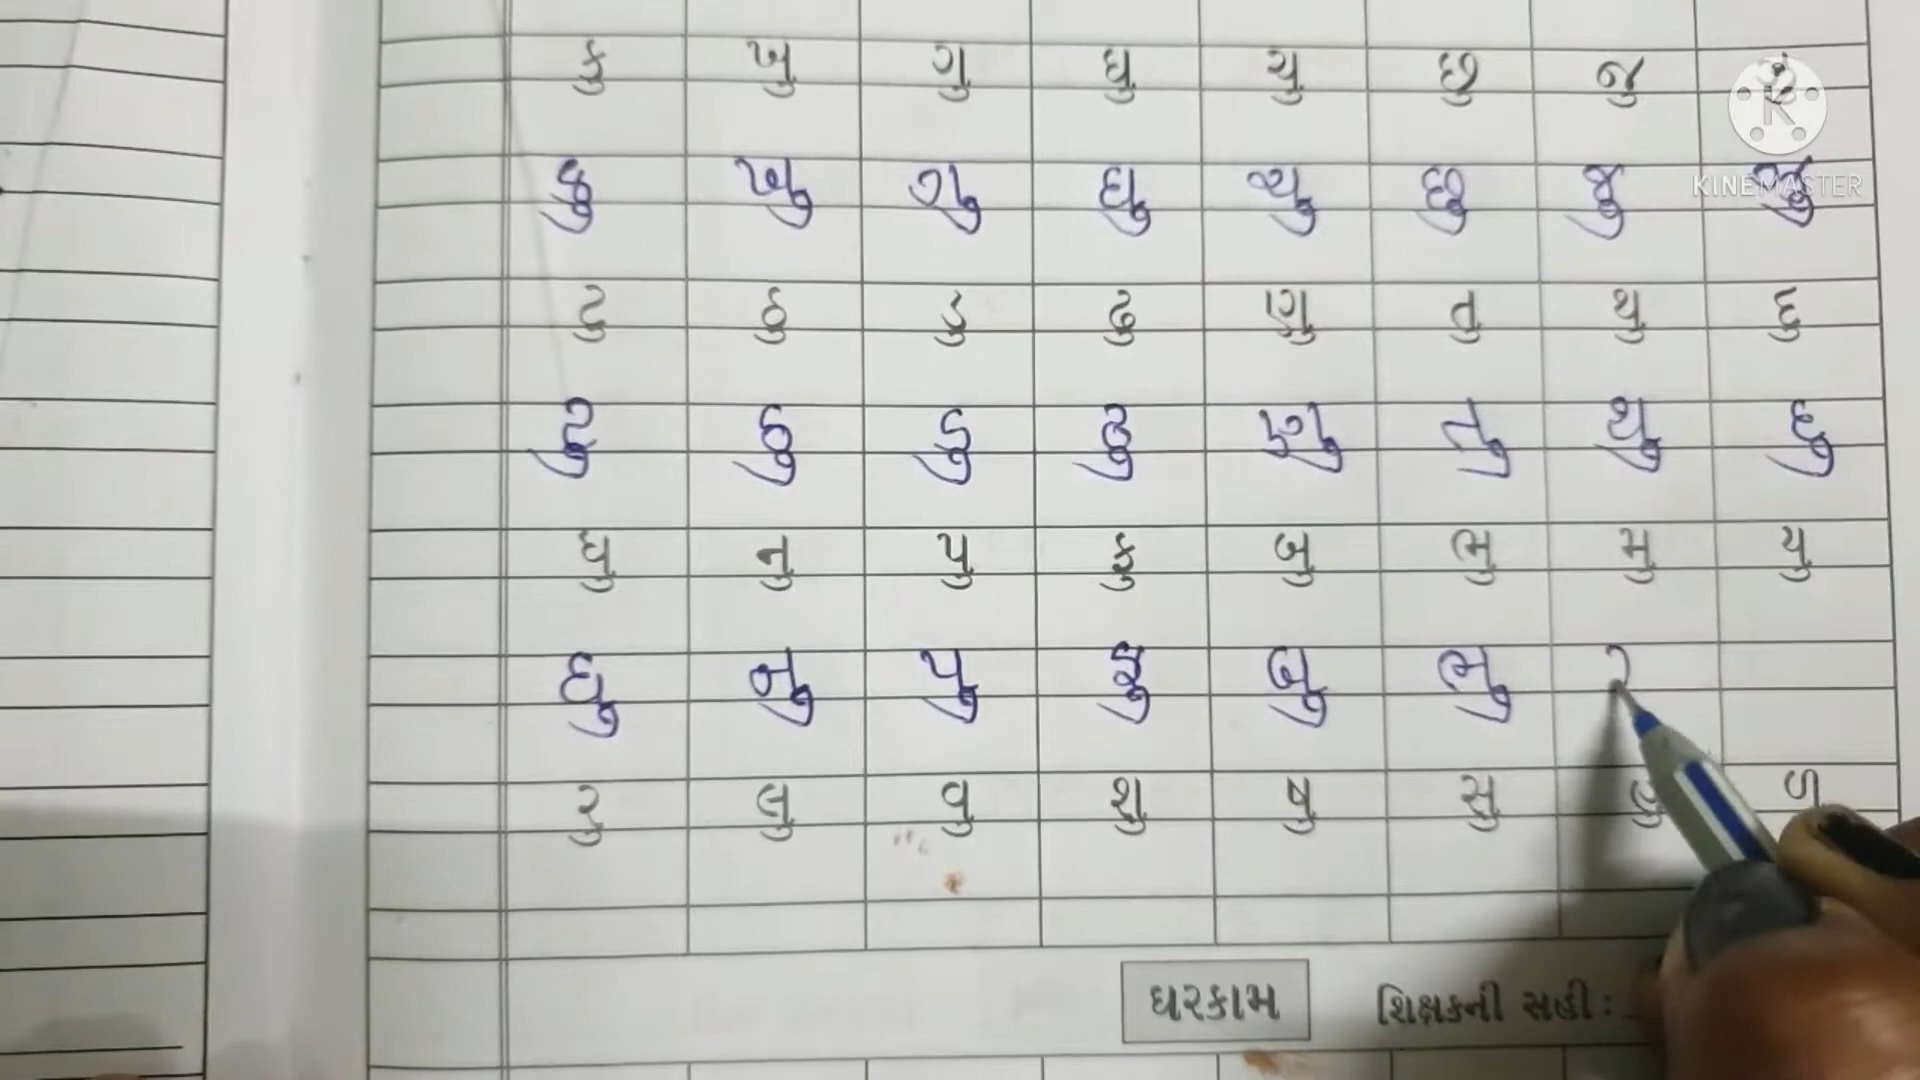 કુ ખુ ગુ ઘુ ચુ છુ જુ
કુ ખુ ગુ ઘુ ચુ છુ જુ ઝુ
KINEMASTER
ટુ ઠુ ડુ ઢુ ણુ તુ થુ દુ
ટુ ઠુ ડુ ઢુ ણુ તુ થુ દુ
ધુ નુ પુ ફુ બુ ભુ મુ યુ
ધુ નુ પુ ફુ બુ ભુ
રુ લુ વુ શુ ષુ સુ હુ
ઘરકામ શિક્ષકની સહી :